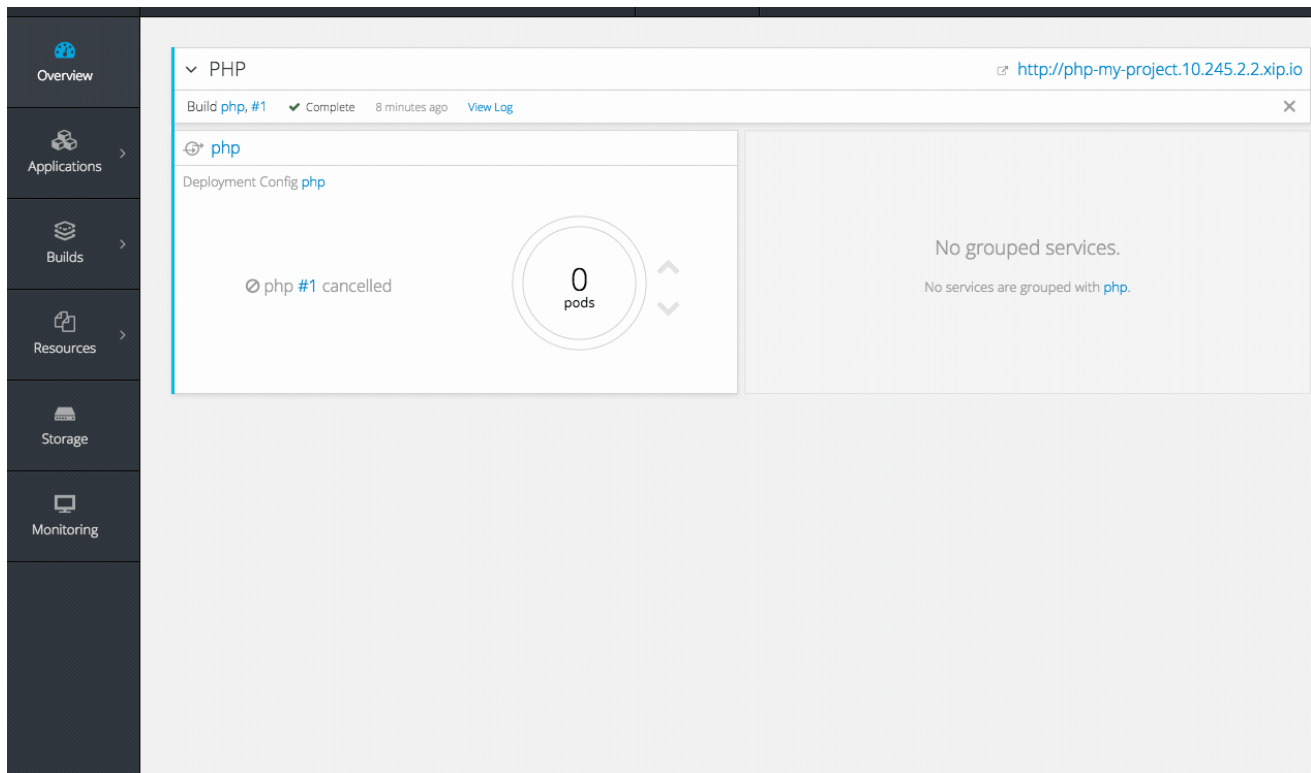 Overview
Applications
Builds
Resources
Storage
Monitoring
PHP
http://php-my-project.10.245.2.2.xip.io
Build php, #1 Complete 8 minutes ago View Log
php
Deployment Config php
php #1 cancelled
0
pods
No grouped services.
No services are grouped with php.